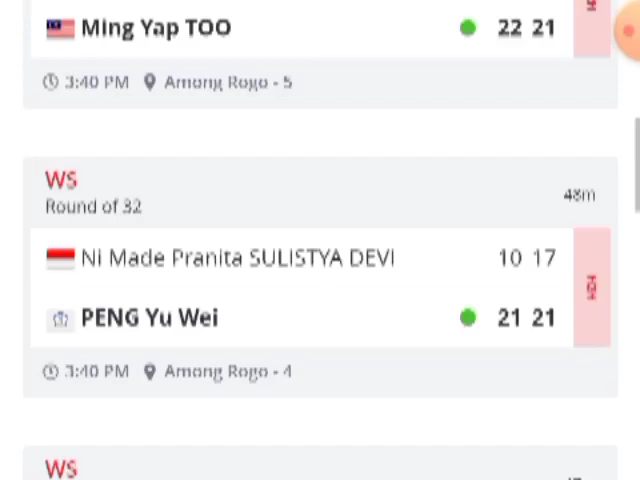 Ming Yap TOO 22 21
3:40 PM Among Rogo - 5
WS
Round of 32 48m
Ni Made Pranita SULISTYA DEVI 10 17
H2H
PENG Yu Wei 21 21
3:40 PM Among Rogo - 4
WS